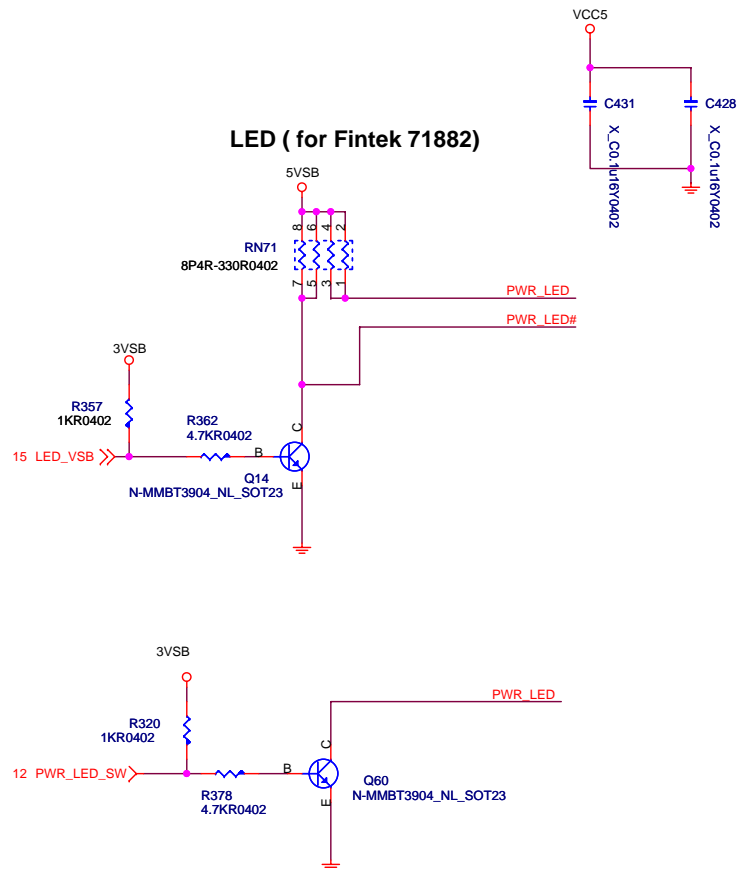 VCC5
C431
C428
X_C0.1u16Y0402
X_C0.1u16Y0402
LED ( for Fintek 71882)
5VSB
8 6 4 2
RN71
8P4R-330R0402
7 5 3 1
PWR_LED
PWR_LED#
3VSB
R357
1KR0402
R362
4.7KR0402
C
15 LED_VSB
B
Q14
E
N-MMBT3904_NL_SOT23
3VSB
PWR_LED
R320
1KR0402
C
12 PWR_LED_SW
B
Q60
R378
4.7KR0402
E
N-MMBT3904_NL_SOT23